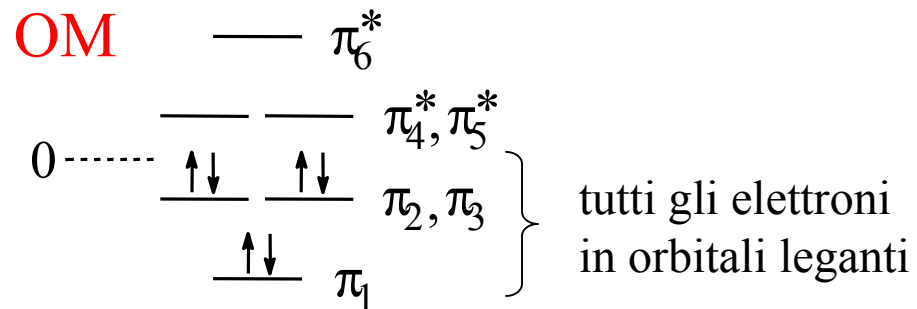 OM
π₆*
π₄*,π₅*
0
π₂,π₃
π₁
tutti gli elettroni
in orbitali leganti